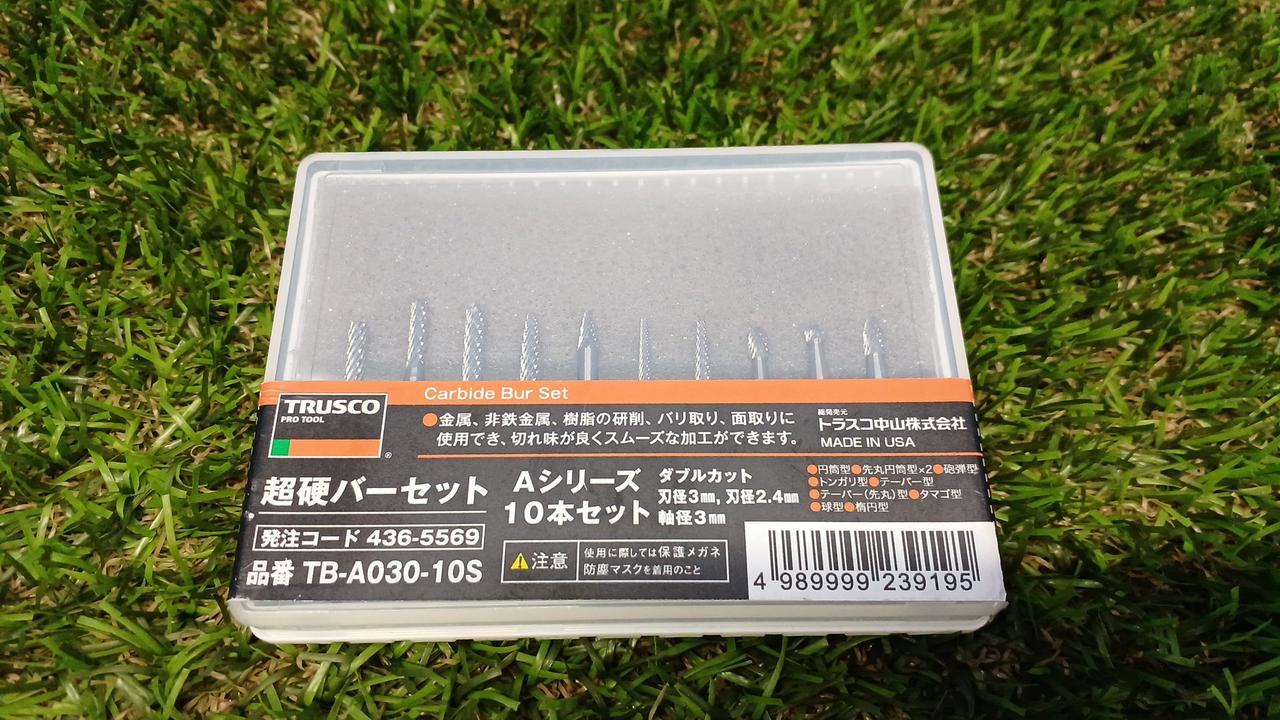 Carbide Bur Set
TRUSCO
PRO TOOL
®
●金属、非鉄金属、樹脂の研削、バリ取り、面取りに
使用でき、切れ味が良くスムーズな加工ができます。
総発売元
トラスコ中山株式会社
MADE IN USA
超硬バーセット
Aシリーズ
10本セット
ダブルカット
刃径3mm, 刃径2.4mm
軸径3mm
●円筒型●先丸円筒型×2●砲弾型
●トンガリ型●テーパー型
●テーパー(先丸)型●タマゴ型
●球型●楕円型
発注コード 436-5569
品番 TB-A030-10S
注意
使用に際しては保護メガネ
防塵マスクを着用のこと
4 989999 239195